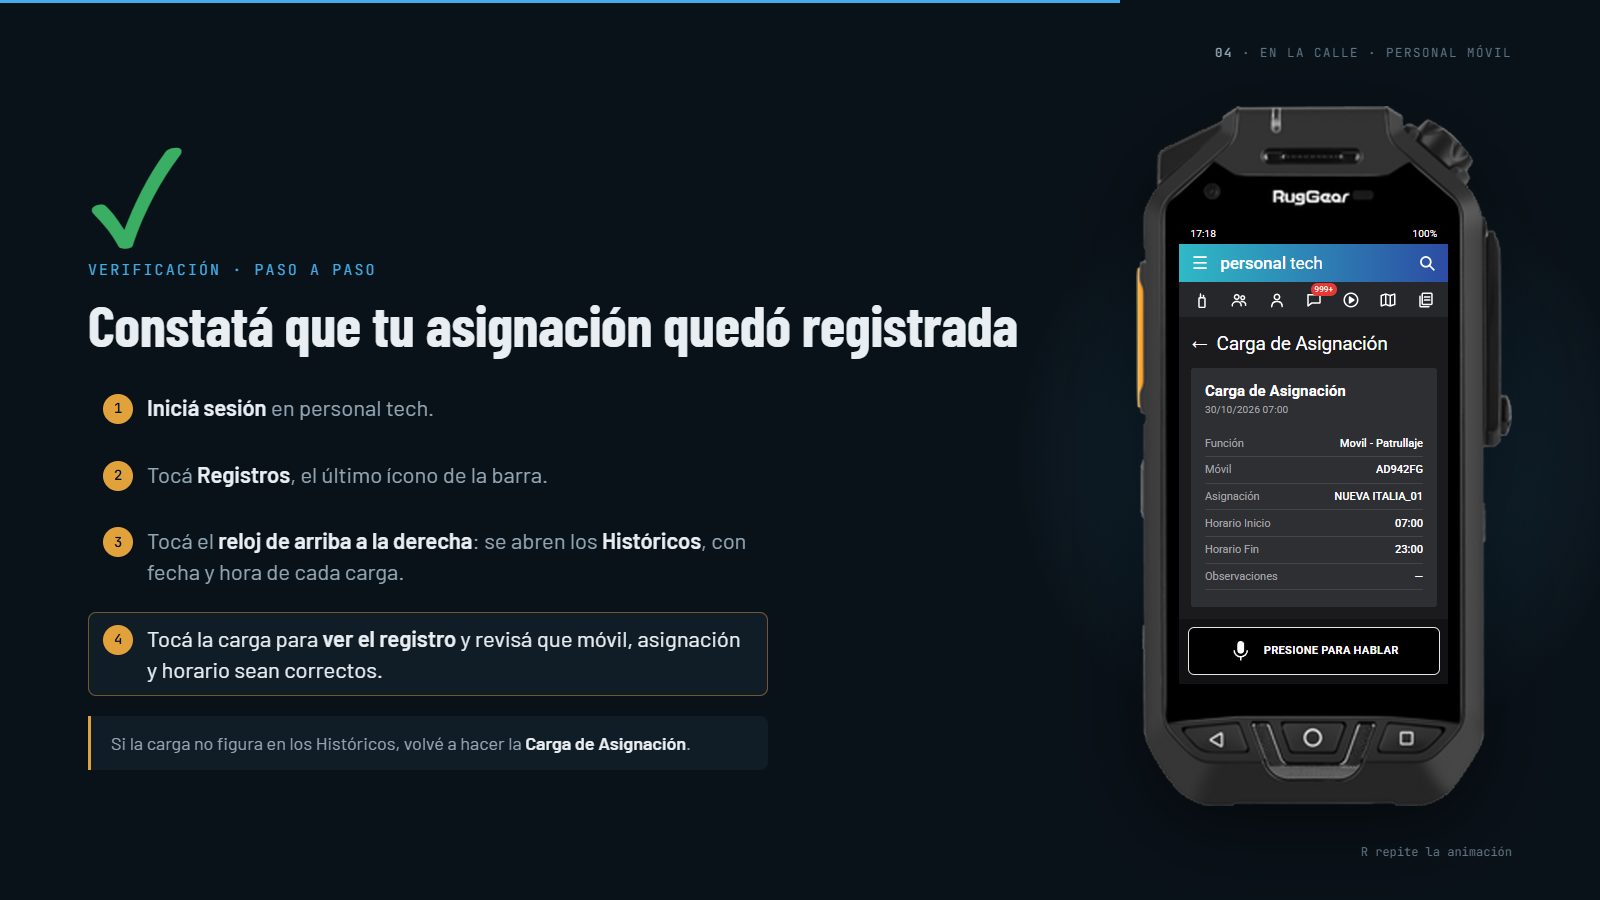 04 · EN LA CALLE · PERSONAL MÓVIL
VERIFICACIÓN · PASO A PASO
Constatá que tu asignación quedó registrada
1 Iniciá sesión en personal tech.
2 Tocá Registros, el último ícono de la barra.
3 Tocá el reloj de arriba a la derecha: se abren los Históricos, con
fecha y hora de cada carga.
4 Tocá la carga para ver el registro y revisá que móvil, asignación
y horario sean correctos.
Si la carga no figura en los Históricos, volvé a hacer la Carga de Asignación.
RugGear
17:18 100%
personal tech
999+
← Carga de Asignación
Carga de Asignación
30/10/2026 07:00
Función Movil - Patrullaje
Móvil AD942FG
Asignación NUEVA ITALIA_01
Horario Inicio 07:00
Horario Fin 23:00
Observaciones —
PRESIONE PARA HABLAR
R repite la animación